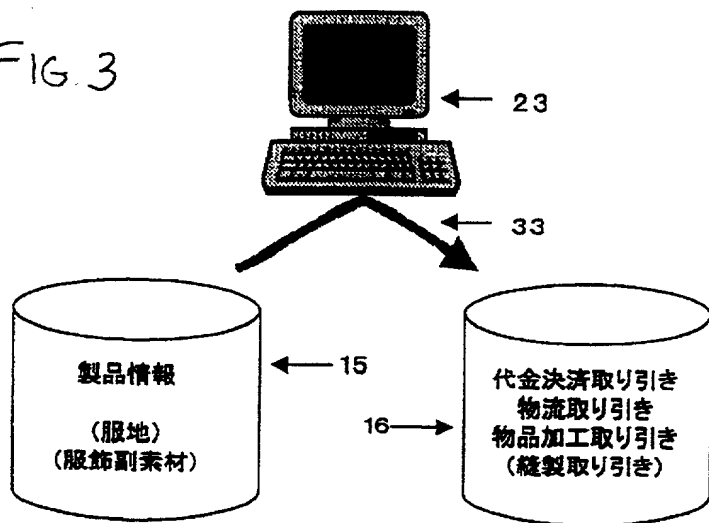 FIG. 3
23
33
製品情報
(服地)
(服飾副素材)
15
代金決済取り引き
物流取り引き
物品加工取り引き
(縫製取り引き)
16